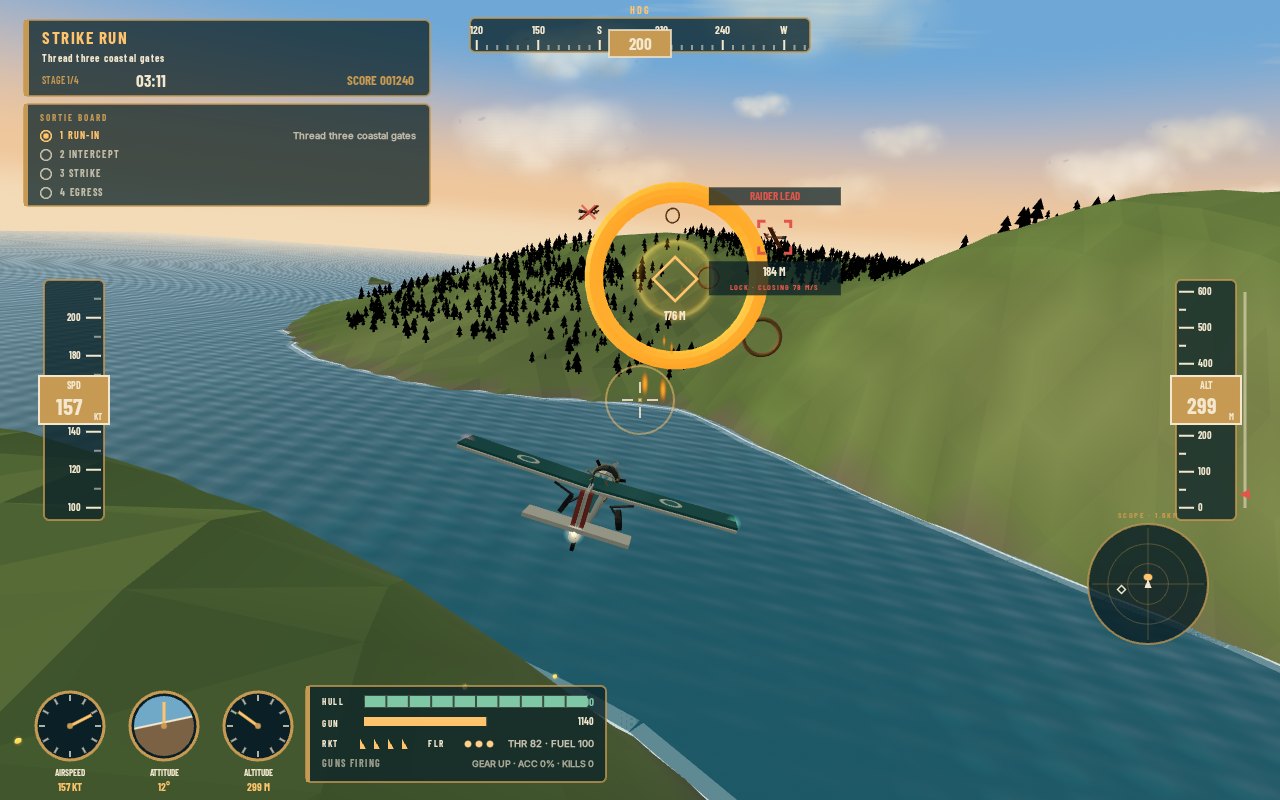 HDG
120 150 S 210 240 W
200
STRIKE RUN
Thread three coastal gates
STAGE 1/4 03:11 SCORE 001240
SORTIE BOARD
1 RUN-IN Thread three coastal gates
2 INTERCEPT
3 STRIKE
4 EGRESS
RAIDER LEAD
184 M
LOCK · CLOSING 78 M/S
176 M
200
180
SPD
157
KT
140
120
100
600
500
400
ALT
299
M
200
100
0
SCOPE · 1.5K
HULL
GUN 1140
RKT FLR THR 82 · FUEL 100
GUNS FIRING GEAR UP · ACC 0% · KILLS 0
AIRSPEED
157 KT
ATTITUDE
12°
ALTITUDE
299 M